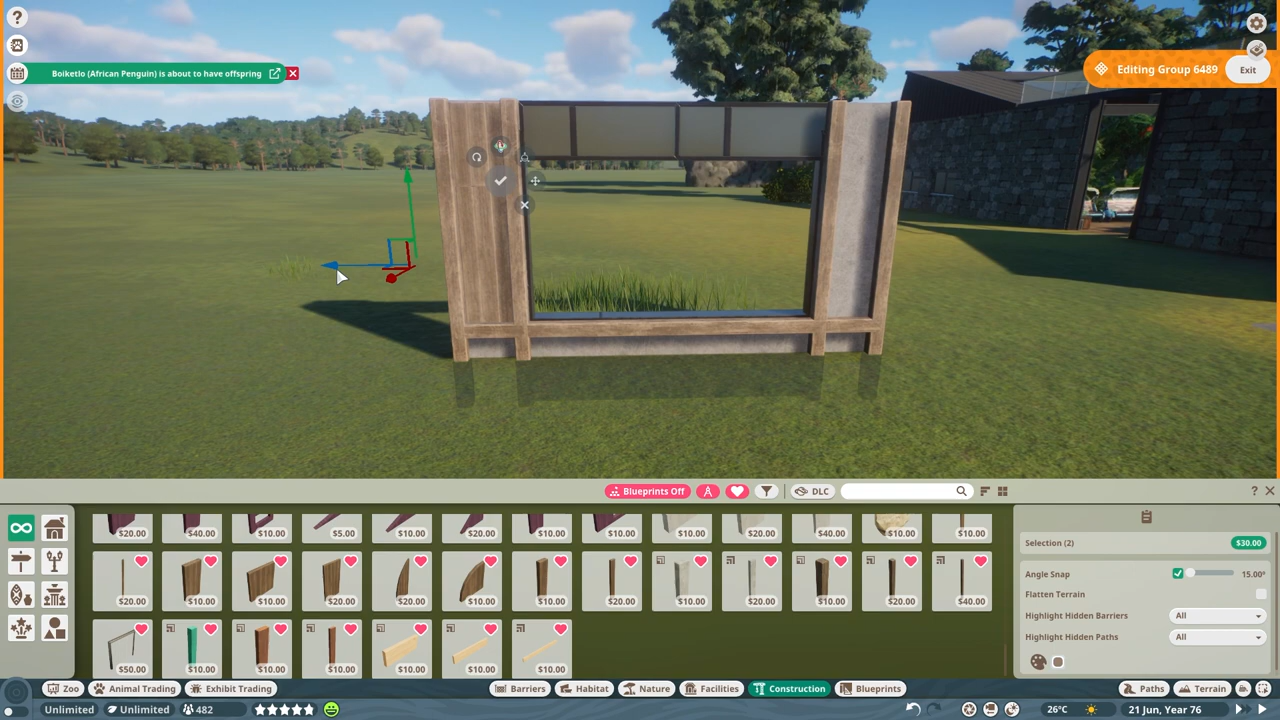 ?
Boiketlo (African Penguin) is about to have offspring
Editing Group 6489
Exit
Blueprints Off
DLC
?
$20.00 $40.00 $10.00 $5.00 $10.00 $20.00 $10.00 $10.00 $10.00 $20.00 $40.00 $10.00 $10.00
$20.00 $10.00 $10.00 $20.00 $20.00 $10.00 $10.00 $20.00 $10.00 $20.00 $10.00 $20.00 $40.00
$50.00 $10.00 $10.00 $10.00 $10.00 $10.00 $10.00
Selection (2)
$30.00
Angle Snap
15.00°
Flatten Terrain
Highlight Hidden Barriers
All
Highlight Hidden Paths
All
Zoo
Animal Trading
Exhibit Trading
Barriers
Habitat
Nature
Facilities
Construction
Blueprints
Paths
Terrain
Unlimited
Unlimited
482
26°C
21 Jun, Year 76